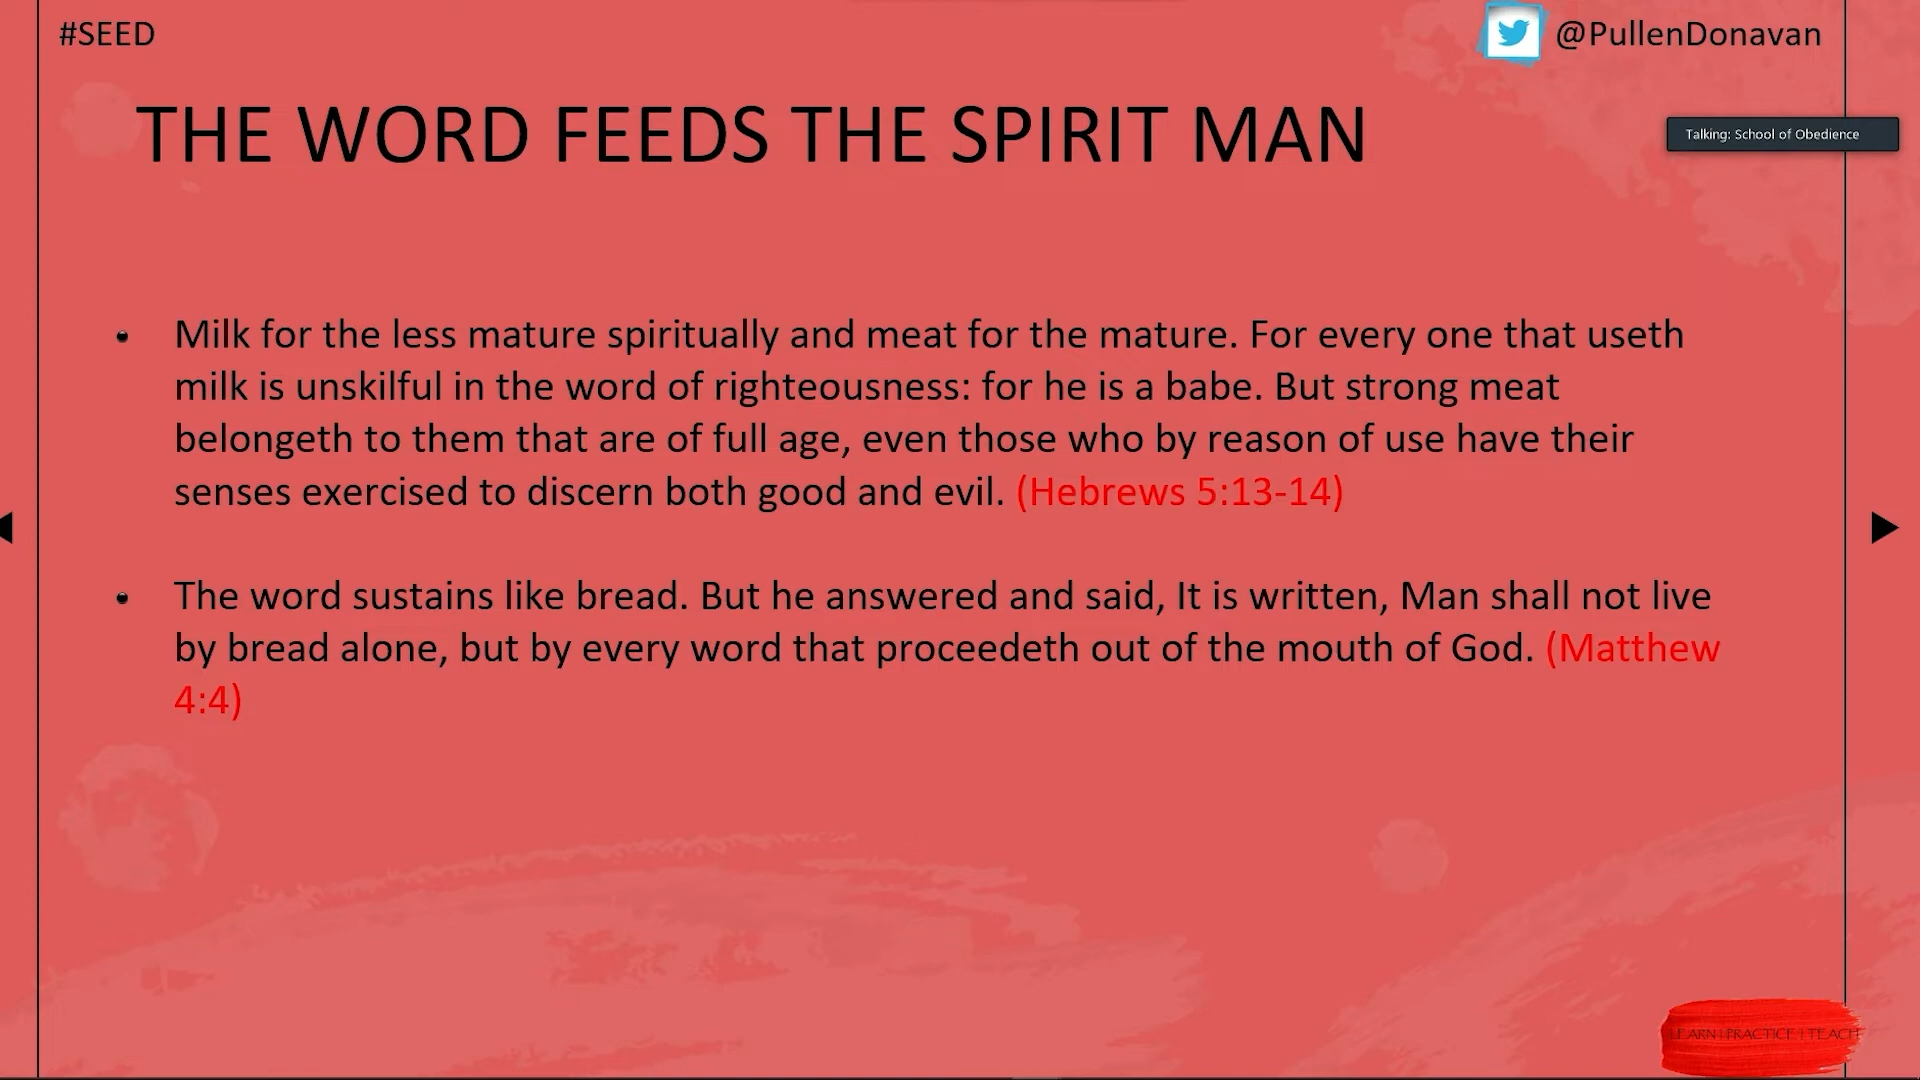 #SEED
@PullenDonavan
THE WORD FEEDS THE SPIRIT MAN
Talking: School of Obedience
Milk for the less mature spiritually and meat for the mature. For every one that useth
milk is unskilful in the word of righteousness: for he is a babe. But strong meat
belongeth to them that are of full age, even those who by reason of use have their
senses exercised to discern both good and evil. (Hebrews 5:13-14)
The word sustains like bread. But he answered and said, It is written, Man shall not live
by bread alone, but by every word that proceedeth out of the mouth of God. (Matthew
4:4)
LEARN | PRACTICE | TEACH